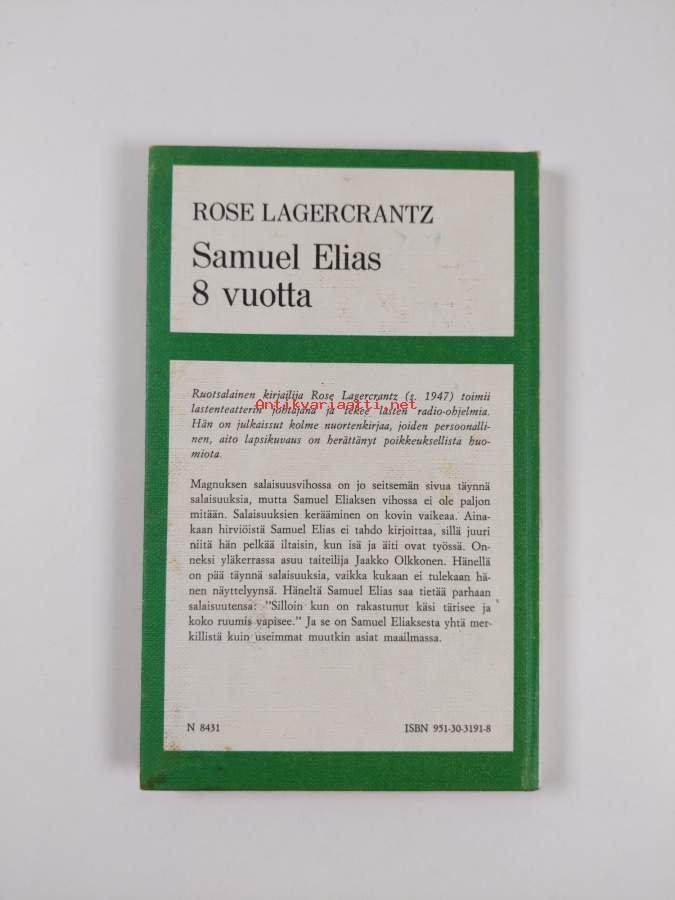 ROSE LAGERCRANTZ
Samuel Elias
8 vuotta
Ruotsalainen kirjailija Rose Lagercrantz (s. 1947) toimii
lastenteatterin johtajana ja tekee lasten radio-ohjelmia.
Antikvariaatti.net
Hän on julkaissut kolme nuortenkirjaa, joiden persoonalli-
nen, aito lapsikuvaus on herättänyt poikkeuksellista huo-
miota.
Magnuksen salaisuusvihossa on jo seitsemän sivua täynnä
salaisuuksia, mutta Samuel Eliaksen vihossa ei ole paljon
mitään. Salaisuuksien kerääminen on kovin vaikeaa. Aina-
kaan hirviöistä Samuel Elias ei tahdo kirjoittaa, sillä juuri
niitä hän pelkää iltaisin, kun isä ja äiti ovat työssä. On-
neksi yläkerrassa asuu taiteilija Jaakko Olkkonen. Hänellä
on pää täynnä salaisuuksia, vaikka kukaan ei tulekaan hä-
nen näyttelyynsä. Häneltä Samuel Elias saa tietää parhaan
salaisuutensa: "Silloin kun on rakastunut käsi tärisee ja
koko ruumis vapisee." Ja se on Samuel Eliaksesta yhtä mer-
killistä kuin useimmat muutkin asiat maailmassa.
N 8431
ISBN 951-30-3191-8